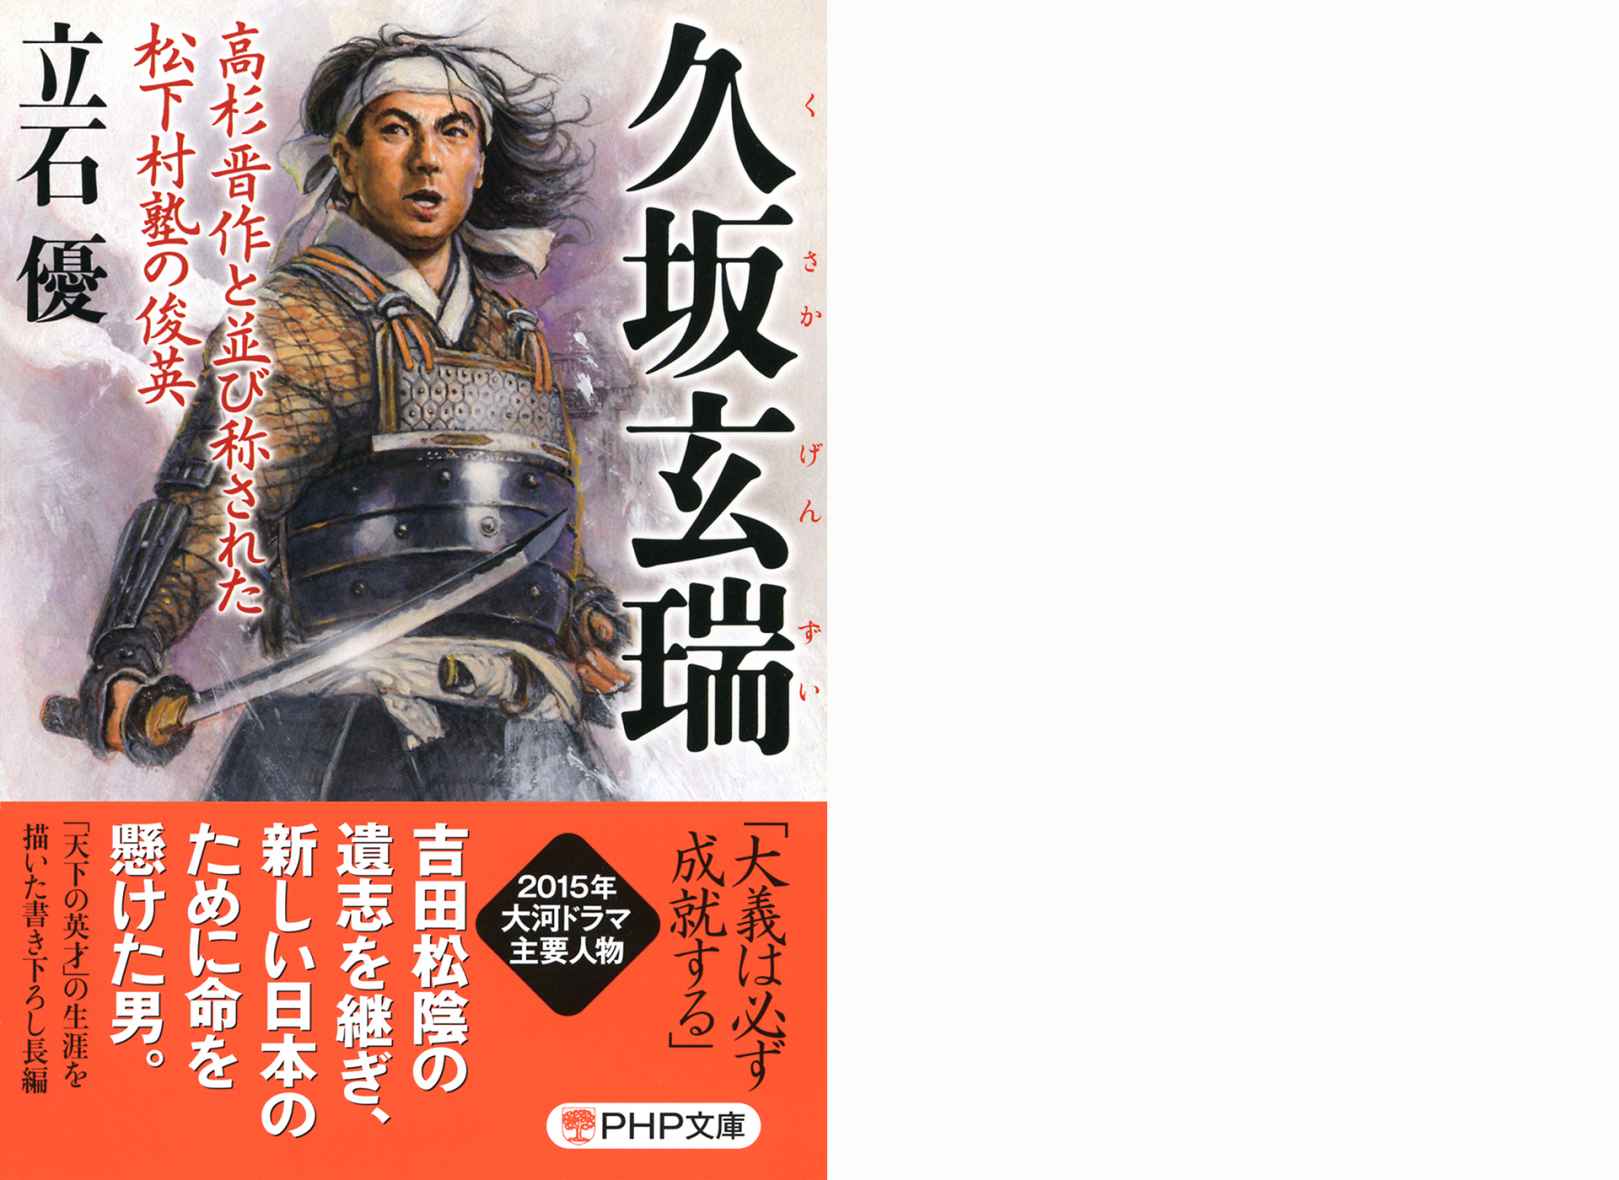 久坂玄瑞
くさかげんずい
高杉晋作と並び称された
松下村塾の俊英
立石 優
「大義は必ず
成就する」
2015年
大河ドラマ
主要人物
吉田松陰の
遺志を継ぎ、
新しい日本の
ために命を
懸けた男。
「天下の英才」の生涯を
描いた書き下ろし長編
PHP文庫